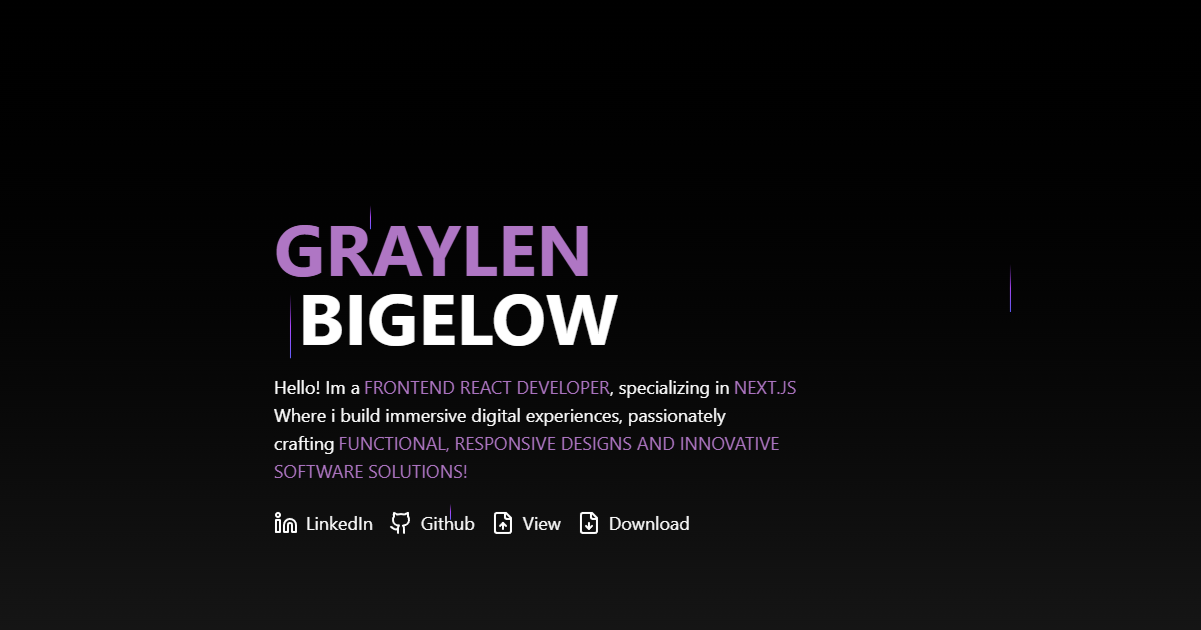 GRAYLEN
BIGELOW
Hello! Im a FRONTEND REACT DEVELOPER, specializing in NEXT.JS
Where i build immersive digital experiences, passionately
crafting FUNCTIONAL, RESPONSIVE DESIGNS AND INNOVATIVE
SOFTWARE SOLUTIONS!
LinkedIn Github View Download